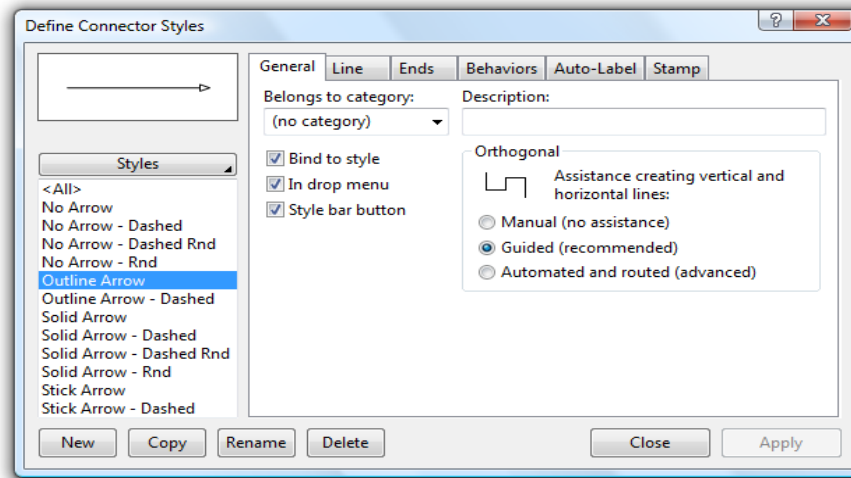 Define Connector Styles
?
General Line Ends Behaviors Auto-Label Stamp
Belongs to category:
(no category)
Description:
Bind to style
In drop menu
Style bar button
Orthogonal
Assistance creating vertical and
horizontal lines:
Manual (no assistance)
Guided (recommended)
Automated and routed (advanced)
Styles
<All>
No Arrow
No Arrow - Dashed
No Arrow - Dashed Rnd
No Arrow - Rnd
Outline Arrow
Outline Arrow - Dashed
Solid Arrow
Solid Arrow - Dashed
Solid Arrow - Dashed Rnd
Solid Arrow - Rnd
Stick Arrow
Stick Arrow - Dashed
New Copy Rename Delete Close Apply